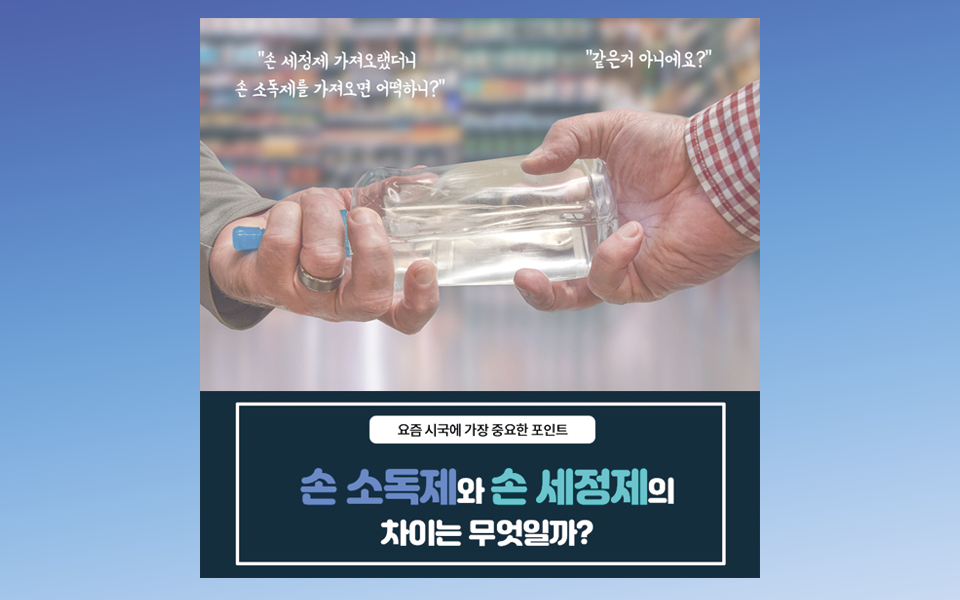 "손 세정제 가져오랬더니
손 소독제를 가져오면 어떡하니?"
"같은거 아니에요?"
요즘 시국에 가장 중요한 포인트
손 소독제와 손 세정제의
차이는 무엇일까?